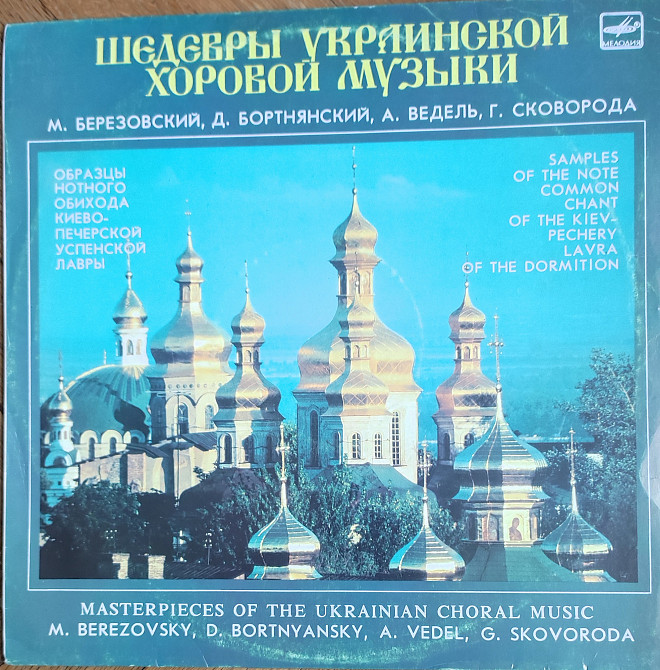 ШЕДЕВРЫ УКРАИНСКОЙ
ХОРОВОЙ МУЗЫКИ
МЕЛОДИЯ
М. БЕРЕЗОВСКИЙ, Д. БОРТНЯНСКИЙ, А. ВЕДЕЛЬ, Г. СКОВОРОДА
ОБРАЗЦЫ
НОТНОГО
ОБИХОДА
КИЕВО-
ПЕЧЕРСКОЙ
УСПЕНСКОЙ
ЛАВРЫ
SAMPLES
OF THE NOTE
COMMON
CHANT
OF THE KIEV-
PECHERY
LAVRA
OF THE DORMITION
MASTERPIECES OF THE UKRAINIAN CHORAL MUSIC
M. BEREZOVSKY, D. BORTNYANSKY, A. VEDEL, G. SKOVORODA